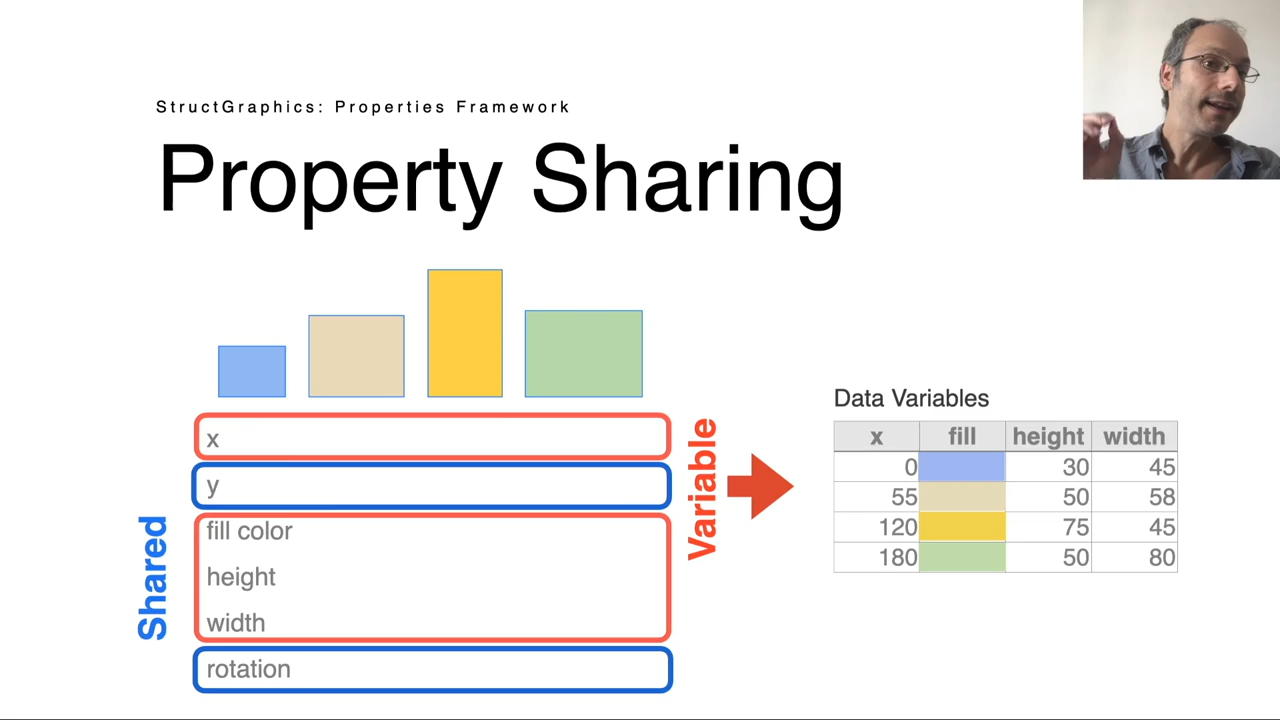 StructGraphics: Properties Framework
Property Sharing
x
y
fill color
height
width
rotation
Shared
Variable
Data Variables
x fill height width
0 30 45
55 50 58
120 75 45
180 50 80